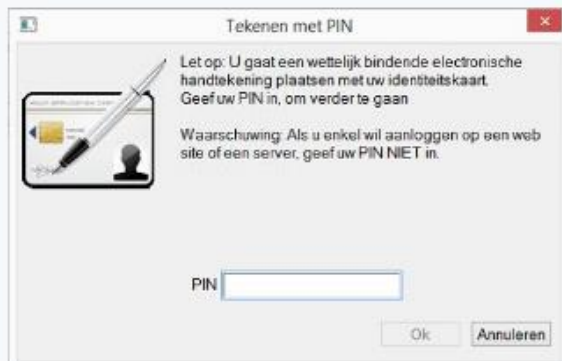 Tekenen met PIN
Let op: U gaat een wettelijk bindende electronische
handtekening plaatsen met uw identiteitskaart.
Geef uw PIN in, om verder te gaan
Waarschuwing: Als u enkel wil aanloggen op een web
site of een server, geef uw PIN NIET in.
PIN
Ok
Annuleren